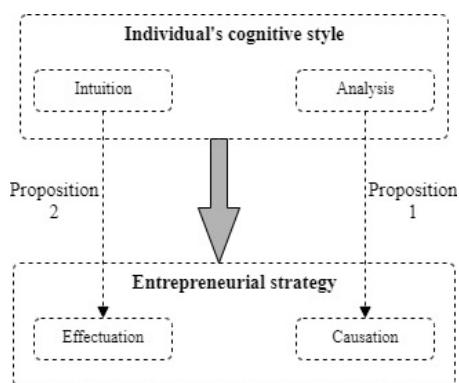 Individual's cognitive style
Intuition
Analysis
Proposition
2
Proposition
1
Entrepreneurial strategy
Effectuation
Causation